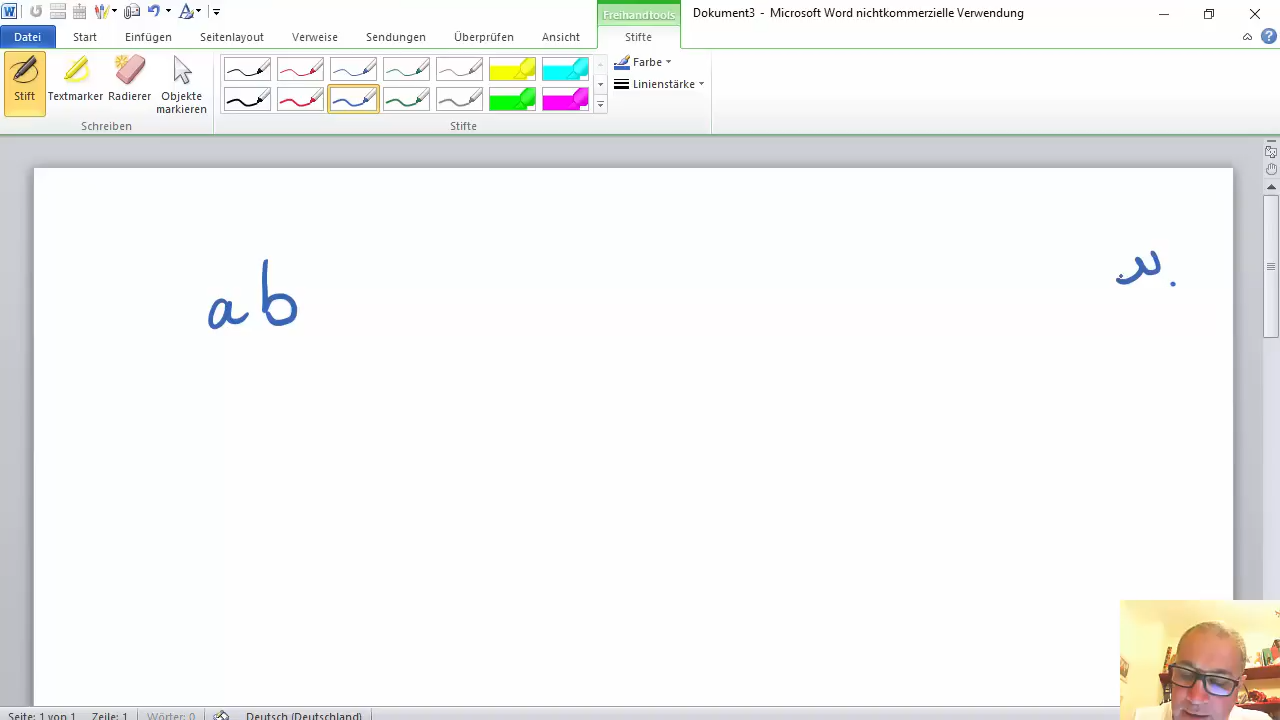 Freihandtools
Dokument3 - Microsoft Word nichtkommerzielle Verwendung
Datei Start Einfügen Seitenlayout Verweise Sendungen Überprüfen Ansicht Stifte
Stift Textmarker Radierer Objekte markieren
Farbe
Linienstärke
Schreiben Stifte
a b
Seite: 1 von 1 Zeile: 1 Wörter: 0 Deutsch (Deutschland)